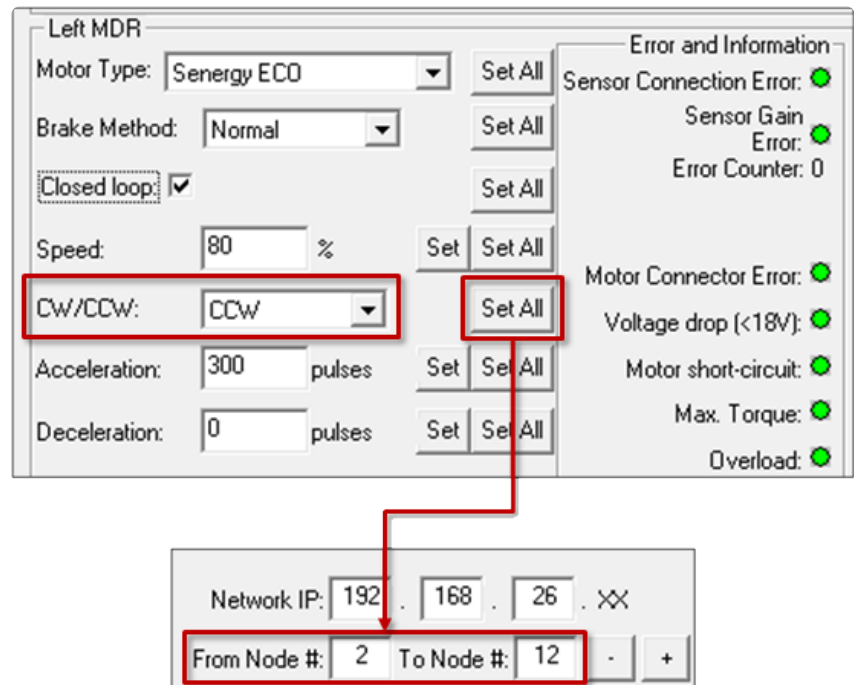 Left MDR
Error and Information
Motor Type: Senergy ECO Set All
Sensor Connection Error:
Brake Method: Normal Set All
Sensor Gain
Error:
Error Counter: 0
Closed loop: Set All
Speed: 80 % Set Set All
Motor Connector Error:
CW/CCW: CCW Set All
Voltage drop (<18V):
Acceleration: 300 pulses Set Set All
Motor short-circuit:
Max. Torque:
Deceleration: 0 pulses Set Set All
Overload:
Network IP: 192 . 168 . 26 . XX
From Node #: 2 To Node #: 12 - +